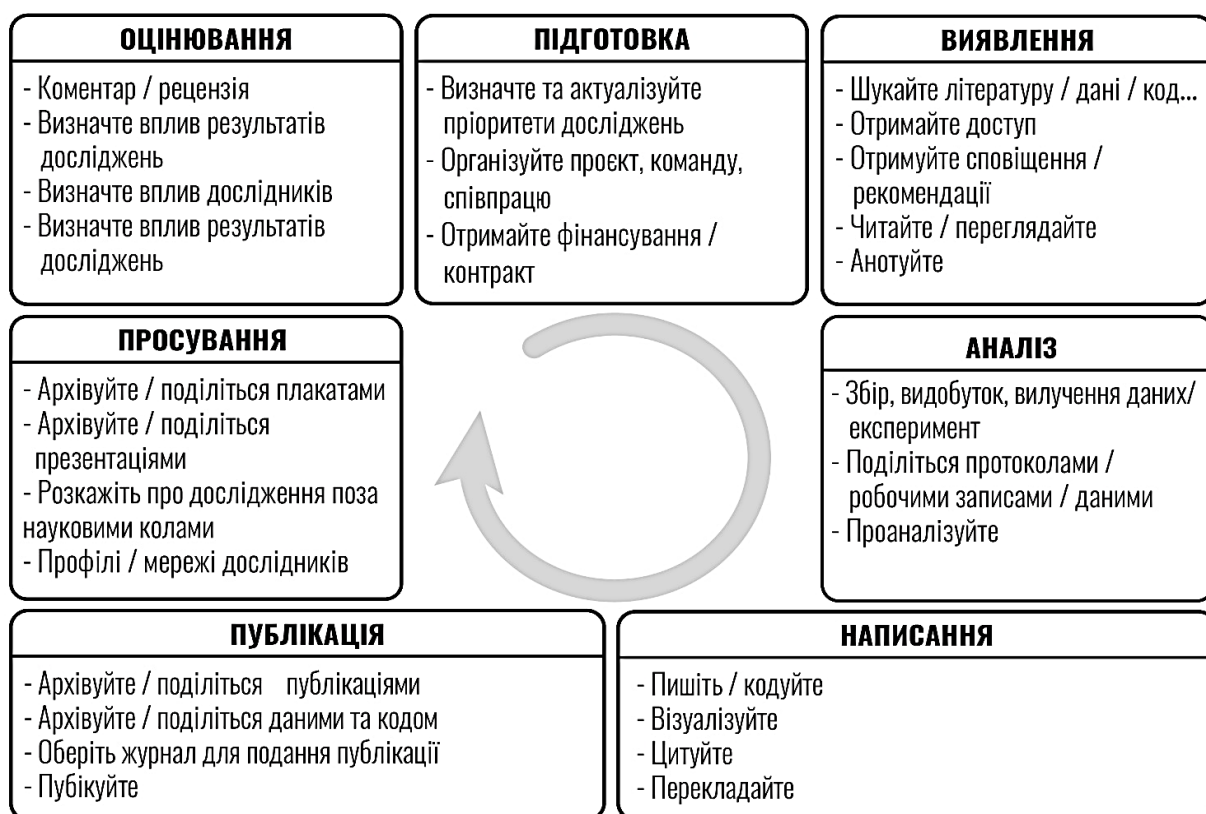 ОЦІНЮВАННЯ
- Коментар / рецензія
- Визначте вплив результатів
досліджень
- Визначте вплив дослідників
- Визначте вплив результатів
досліджень
ПІДГОТОВКА
- Визначте та актуалізуйте
пріоритети досліджень
- Організуйте проєкт, команду,
співпрацю
- Отримайте фінансування /
контракт
ВИЯВЛЕННЯ
- Шукайте літературу / дані / код...
- Отримайте доступ
- Отримуйте сповіщення /
рекомендації
- Читайте / переглядайте
- Анотуйте
ПРОСУВАННЯ
- Архівуйте / поділіться плакатами
- Архівуйте / поділіться
презентаціями
- Розкажіть про дослідження поза
науковими колами
- Профілі / мережі дослідників
АНАЛІЗ
- Збір, видобуток, вилучення даних/
експеримент
- Поділіться протоколами /
робочими записами / даними
- Проаналізуйте
ПУБЛІКАЦІЯ
- Архівуйте / поділіться публікаціями
- Архівуйте / поділіться даними та кодом
- Оберіть журнал для подання публікації
- Пубікуйте
НАПИСАННЯ
- Пишіть / кодуйте
- Візуалізуйте
- Цитуйте
- Перекладайте